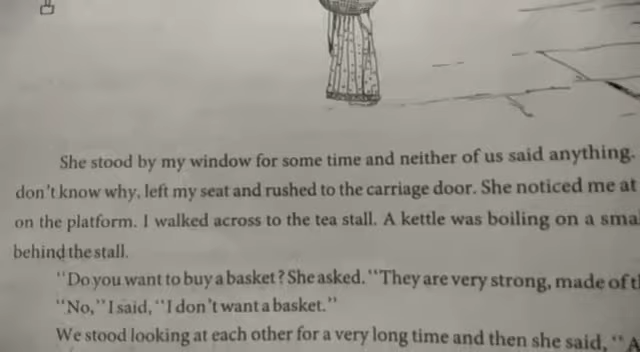 She stood by my window for some time and neither of us said anything.
don't know why, left my seat and rushed to the carriage door. She noticed me at
on the platform. I walked across to the tea stall. A kettle was boiling on a
behind the stall.
"Do you want to buy a basket? She asked. "They are very strong, made of
"No," I said, "I don't want a basket."
We stood looking at each other for a very long time and then she said, "A